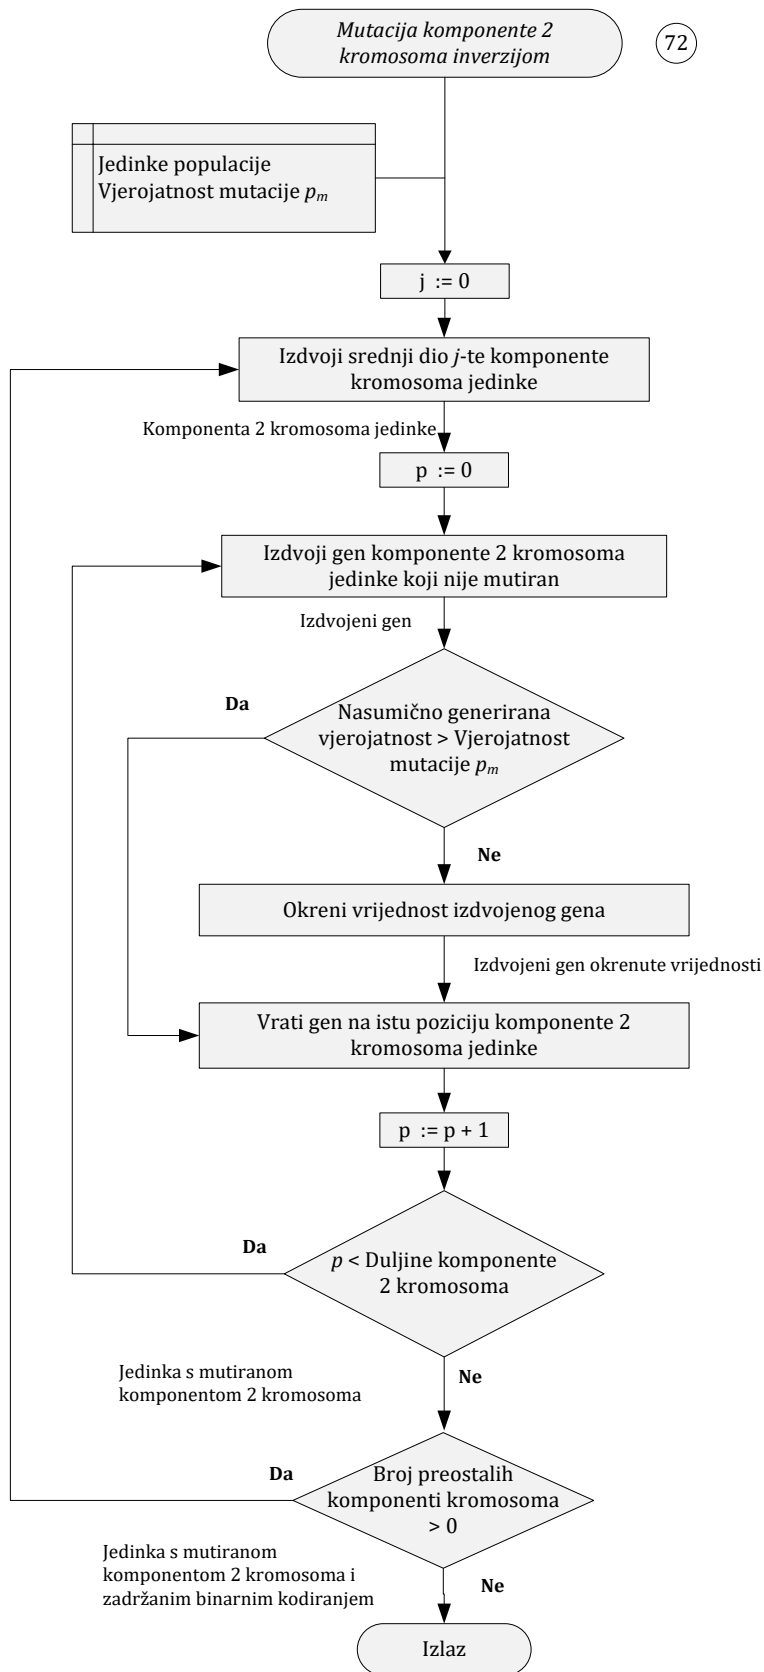 Mutacija komponente 2
kromosoma inverzijom
72
Jedinke populacije
Vjerojatnost mutacije pm
j := 0
Izdvoji srednji dio j-te komponente
kromosoma jedinke
Komponenta 2 kromosoma jedinke
p := 0
Izdvoji gen komponente 2 kromosoma
jedinke koji nije mutiran
Izdvojeni gen
Da
Nasumično generirana
vjerojatnost > Vjerojatnost
mutacije pm
Ne
Okreni vrijednost izdvojenog gena
Izdvojeni gen okrenute vrijednosti
Vrati gen na istu poziciju komponente 2
kromosoma jedinke
p := p + 1
Da
p < Duljine komponente
2 kromosoma
Ne
Jedinka s mutiranom
komponentom 2 kromosoma
Da
Broj preostalih
komponenti kromosoma
> 0
Jedinka s mutiranom
komponentom 2 kromosoma i
zadržanim binarnim kodiranjem
Ne
Izlaz